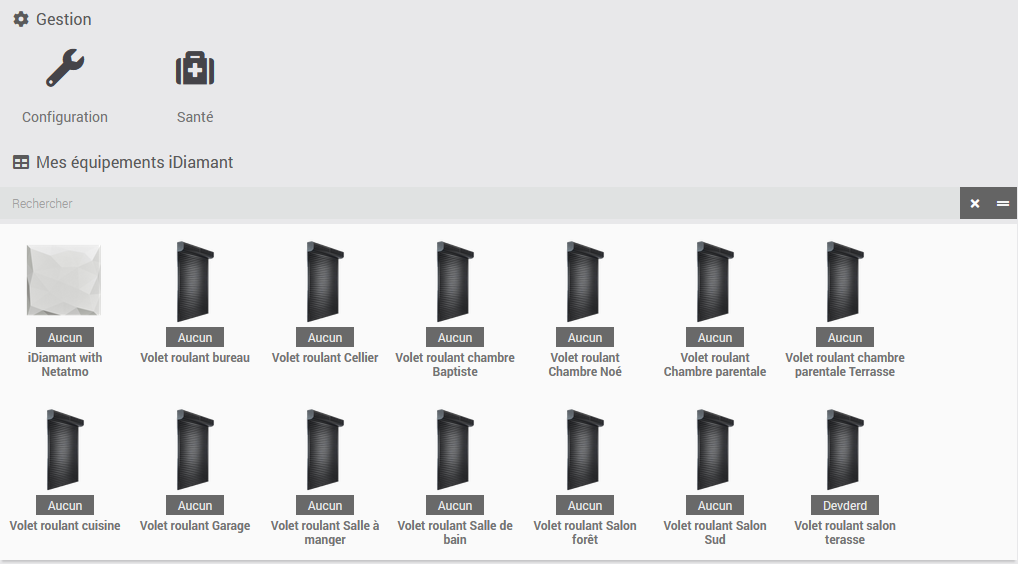 Gestion
Configuration
Santé
Mes équipements iDiamant
Rechercher
Aucun
Aucun
Aucun
Aucun
Aucun
Aucun
Aucun
iDiamant with
Netatmo
Volet roulant bureau
Volet roulant Cellier
Volet roulant chambre
Baptiste
Volet roulant
Chambre Noé
Volet roulant
Chambre parentale
Volet roulant chambre
parentale Terrasse
Aucun
Aucun
Aucun
Aucun
Aucun
Aucun
Devderd
Volet roulant cuisine
Volet roulant Garage
Volet roulant Salle à
manger
Volet roulant Salle de
bain
Volet roulant Salon
forêt
Volet roulant Salon
Sud
Volet roulant salon
terasse